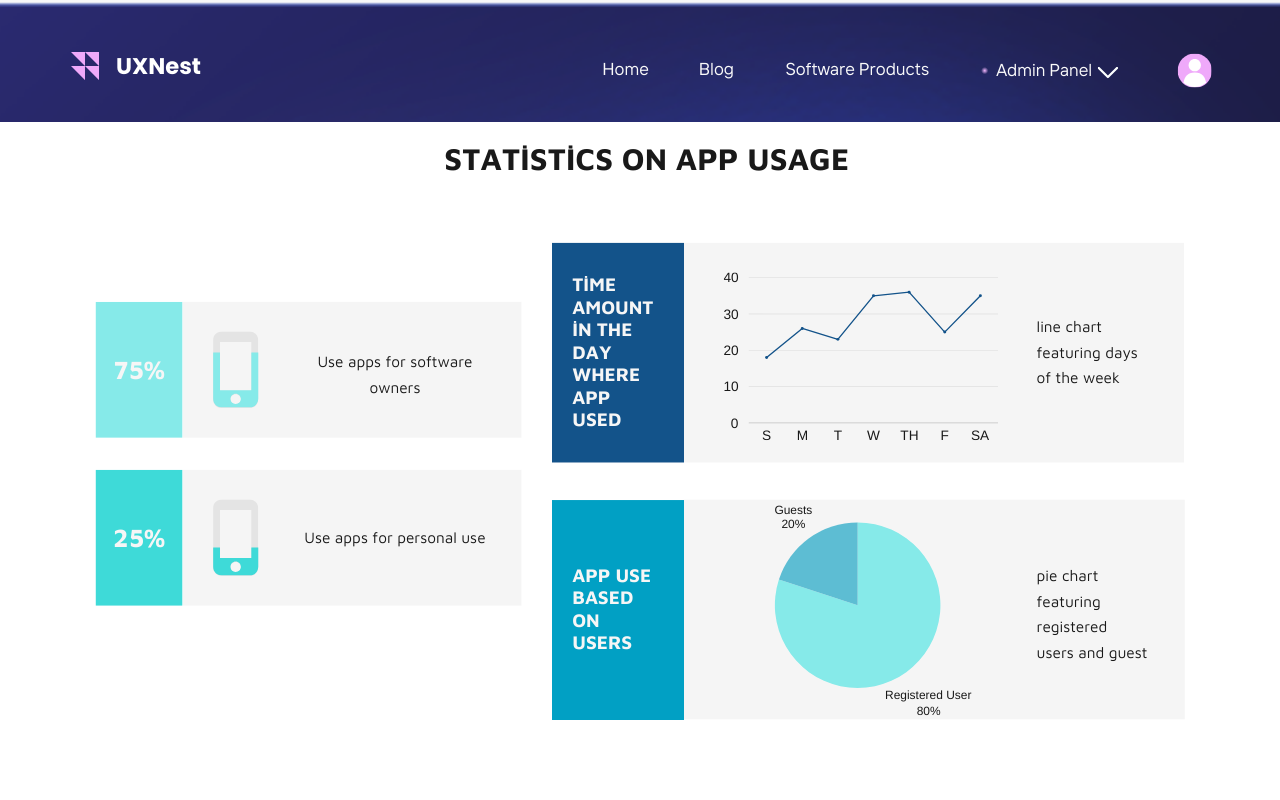 UXNest
Home
Blog
Software Products
Admin Panel
STATİSTİCS ON APP USAGE
75%
Use apps for software
owners
25%
Use apps for personal use
TİME
AMOUNT
İN THE
DAY
WHERE
APP
USED
40
30
20
10
0
S M T W TH F SA
line chart
featuring days
of the week
APP USE
BASED
ON
USERS
Guests
20%
Registered User
80%
pie chart
featuring
registered
users and guest